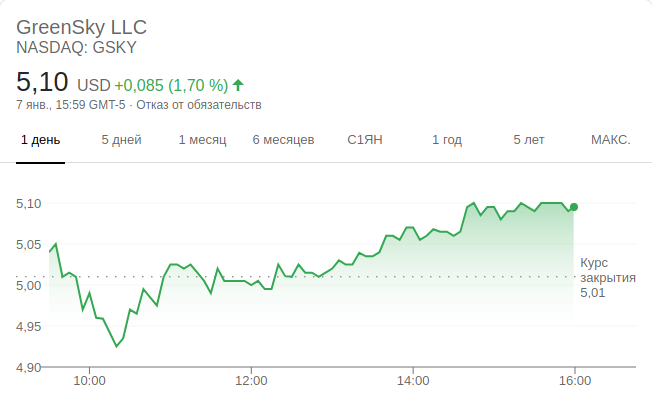 GreenSky LLC
NASDAQ: GSKY
5,10 USD +0,085 (1,70 %)
7 янв., 15:59 GMT-5 · Отказ от обязательств
1 день 5 дней 1 месяц 6 месяцев С1ЯН 1 год 5 лет МАКС.
5,10
5,05
5,00
4,95
4,90
Курс
закрытия
5,01
10:00 12:00 14:00 16:00